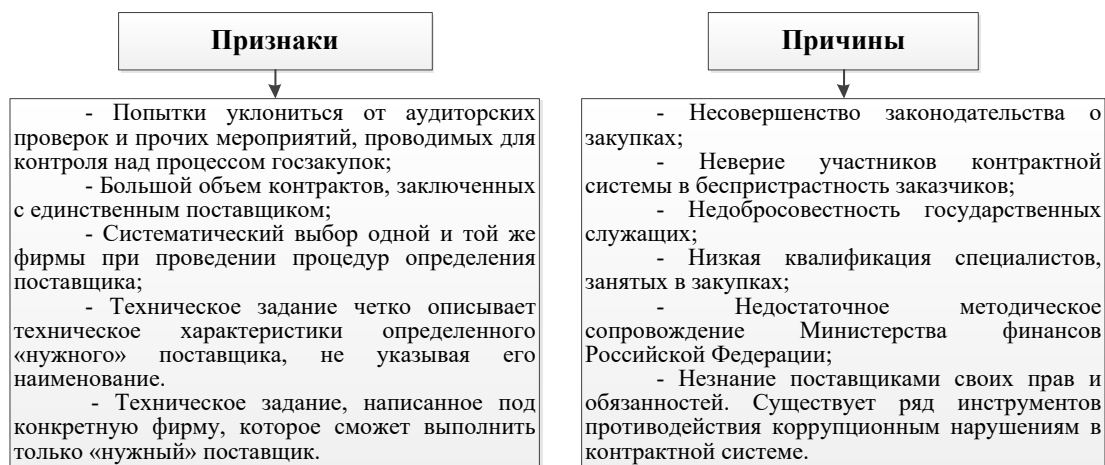 Признаки
- Попытки уклониться от аудиторских
проверок и прочих мероприятий, проводимых для
контроля над процессом госзакупок;
- Большой объем контрактов, заключенных
с единственным поставщиком;
- Систематический выбор одной и той же
фирмы при проведении процедур определения
поставщика;
- Техническое задание четко описывает
техническое характеристики определенного
«нужного» поставщика, не указывая его
наименование.
- Техническое задание, написанное под
конкретную фирму, которое сможет выполнить
только «нужный» поставщик.
Причины
- Несовершенство законодательства о
закупках;
- Неверие участников контрактной
системы в беспристрастность заказчиков;
- Недобросовестность государственных
служащих;
- Низкая квалификация специалистов,
занятых в закупках;
- Недостаточное методическое
сопровождение Министерства финансов
Российской Федерации;
- Незнание поставщиками своих прав и
обязанностей. Существует ряд инструментов
противодействия коррупционным нарушениям в
контрактной системе.